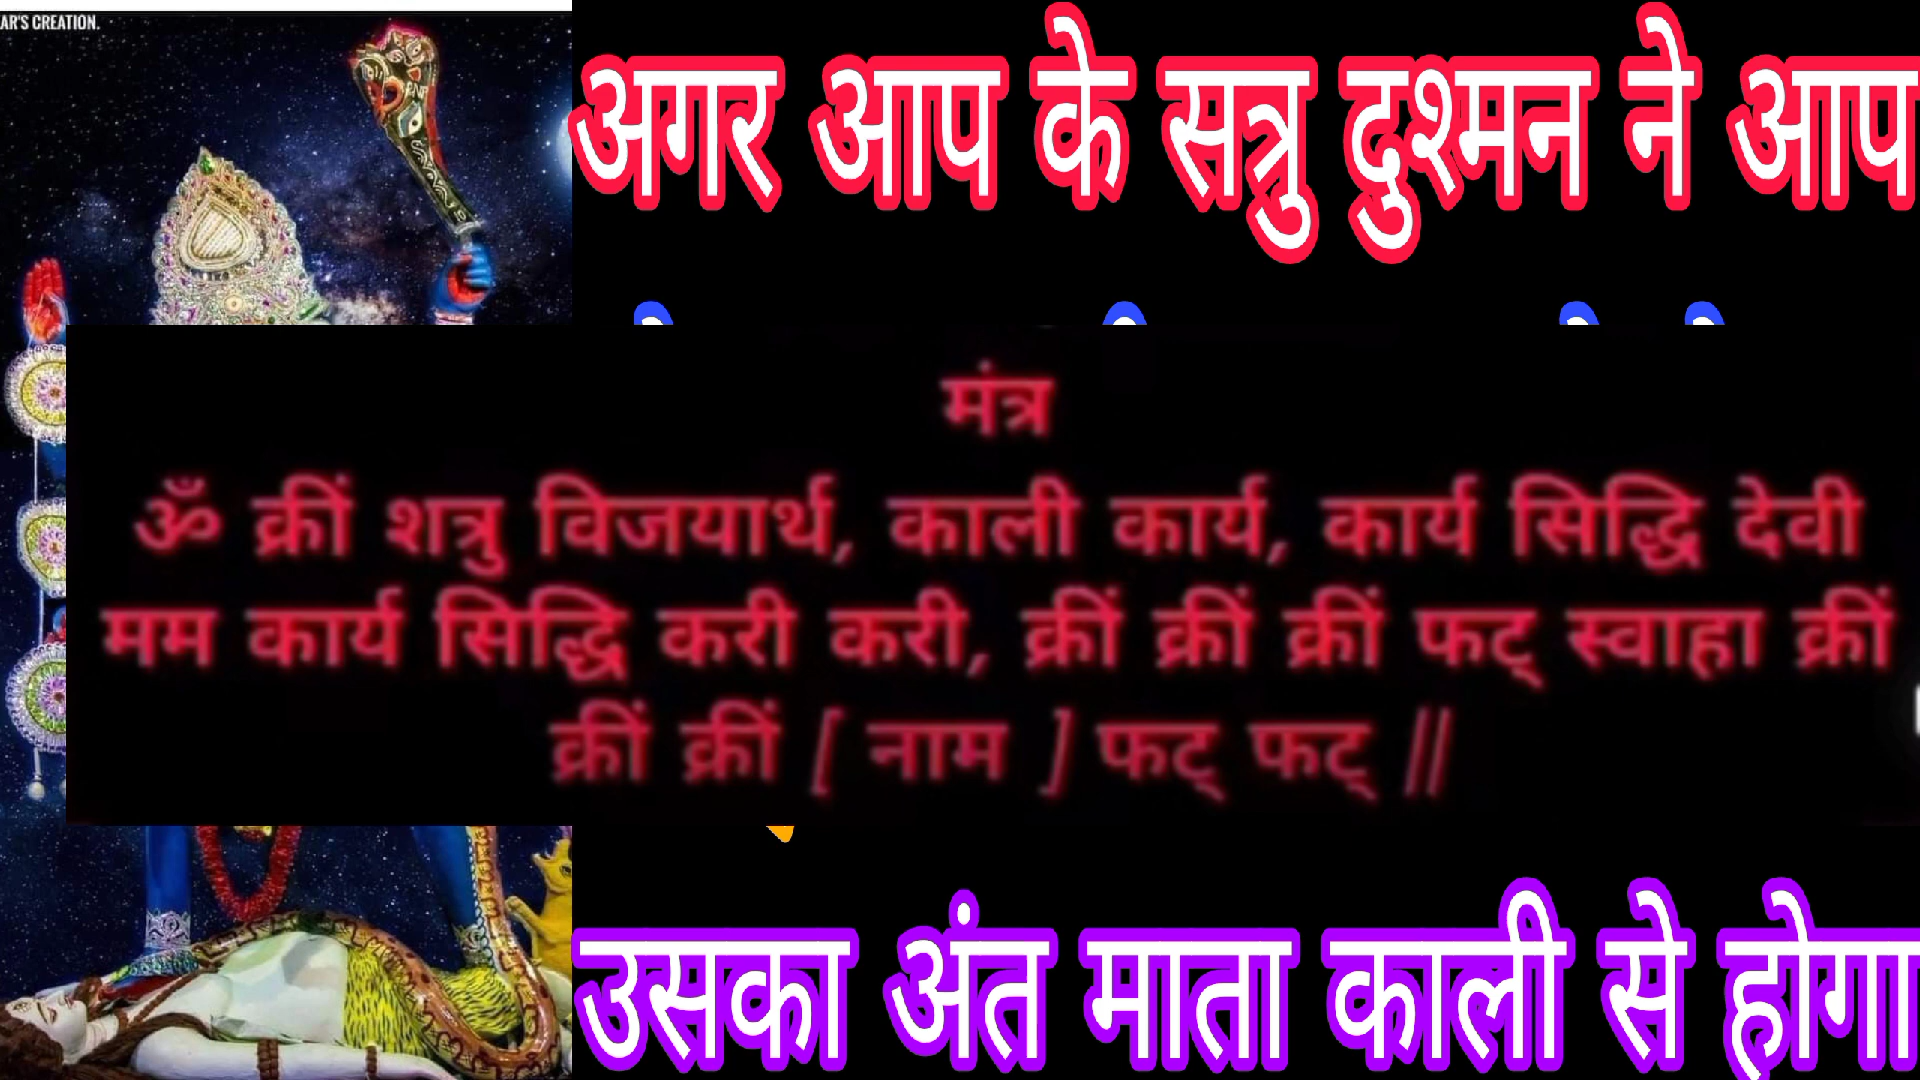 AR'S CREATION.
अगर आप के सत्रु दुश्मन ने आप
मंत्र
ॐ क्रीं शत्रु विजयार्थ, काली कार्य, कार्य सिद्धि देवी
मम कार्य सिद्धि करी करी, क्रीं क्रीं क्रीं फट् स्वाहा क्रीं
क्रीं क्रीं [ नाम ] फट् फट् ||
उसका अंत माता काली से होगा